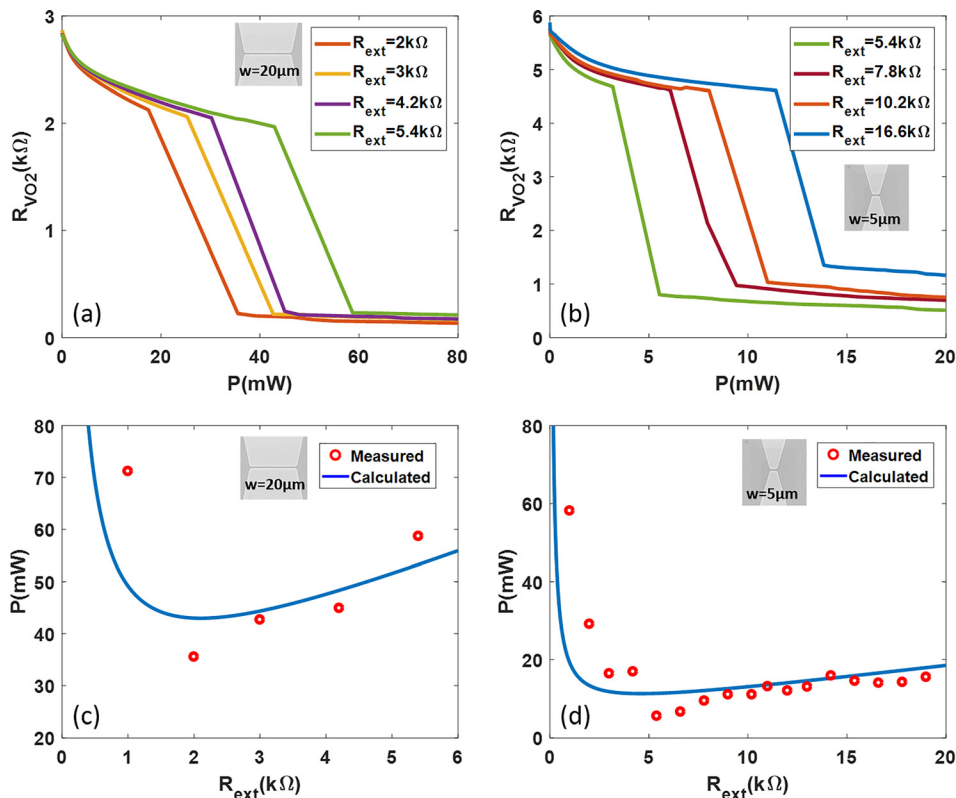 3
2
1
0
R_VO2(kΩ)
w=20μm
R_ext=2kΩ
R_ext=3kΩ
R_ext=4.2kΩ
R_ext=5.4kΩ
(a)
0 20 40 60 80
P(mW)
6
5
4
3
2
1
0
R_VO2(kΩ)
R_ext=5.4kΩ
R_ext=7.8kΩ
R_ext=10.2kΩ
R_ext=16.6kΩ
w=5μm
(b)
0 5 10 15 20
P(mW)
80
70
60
50
40
30
20
P(mW)
w=20μm
Measured
Calculated
(c)
0 1 2 3 4 5 6
R_ext(kΩ)
80
60
40
20
0
P(mW)
w=5μm
Measured
Calculated
(d)
0 5 10 15 20
R_ext(kΩ)